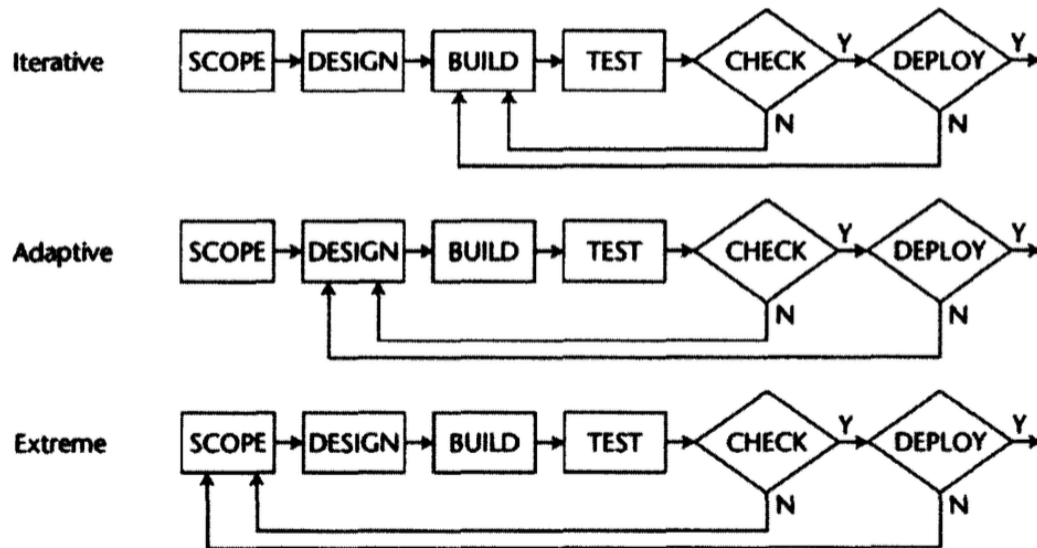 Iterative SCOPE DESIGN BUILD TEST CHECK Y DEPLOY Y
N N
Adaptive SCOPE DESIGN BUILD TEST CHECK Y DEPLOY Y
N N
Extreme SCOPE DESIGN BUILD TEST CHECK Y DEPLOY Y
N N